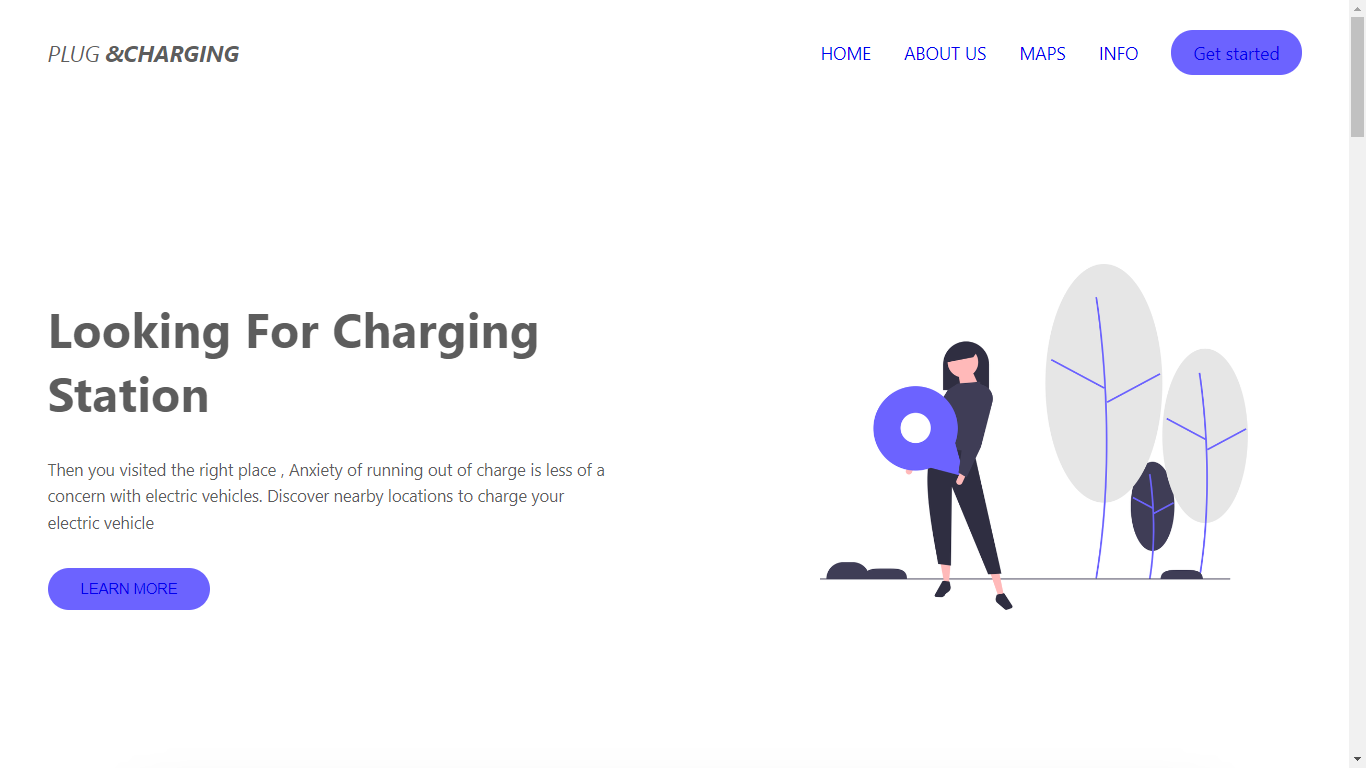 PLUG &CHARGING
HOME ABOUT US MAPS INFO Get started
Looking For Charging
Station
Then you visited the right place , Anxiety of running out of charge is less of a
concern with electric vehicles. Discover nearby locations to charge your
electric vehicle
LEARN MORE